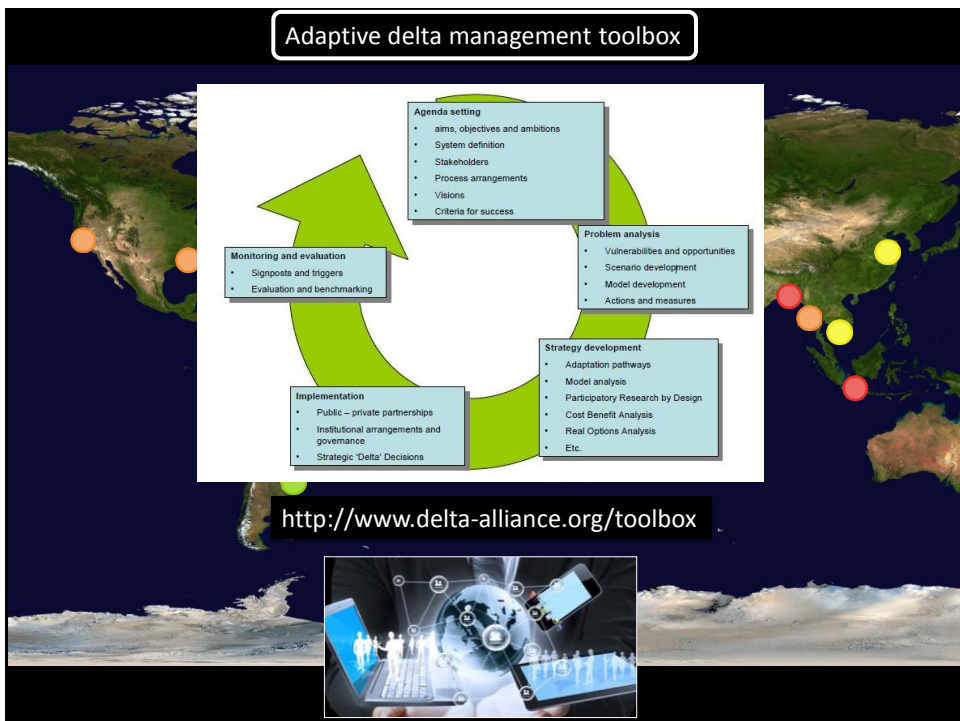 Adaptive delta management toolbox
Agenda setting
• aims, objectives and ambitions
• System definition
• Stakeholders
• Process arrangements
• Visions
• Criteria for success
Problem analysis
• Vulnerabilities and opportunities
• Scenario development
• Model development
• Actions and measures
Strategy development
• Adaptation pathways
• Model analysis
• Participatory Research by Design
• Cost Benefit Analysis
• Real Options Analysis
• Etc.
Implementation
• Public – private partnerships
• Institutional arrangements and
governance
• Strategic 'Delta' Decisions
Monitoring and evaluation
• Signposts and triggers
• Evaluation and benchmarking
http://www.delta-alliance.org/toolbox